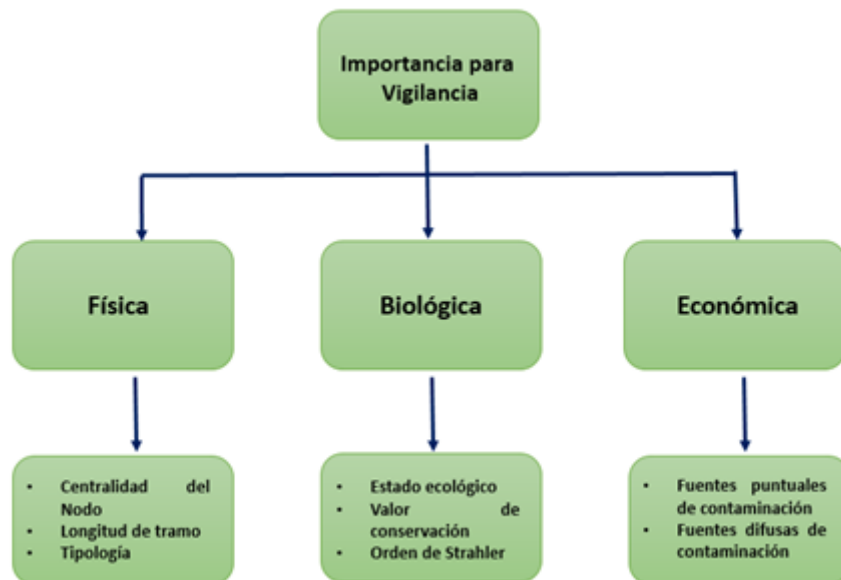 Importancia para
Vigilancia
Física
Biológica
Económica
• Centralidad del
Nodo
• Longitud de tramo
• Tipología
• Estado ecológico
• Valor de
conservación
• Orden de Strahler
• Fuentes puntuales
de contaminación
• Fuentes difusas de
contaminación